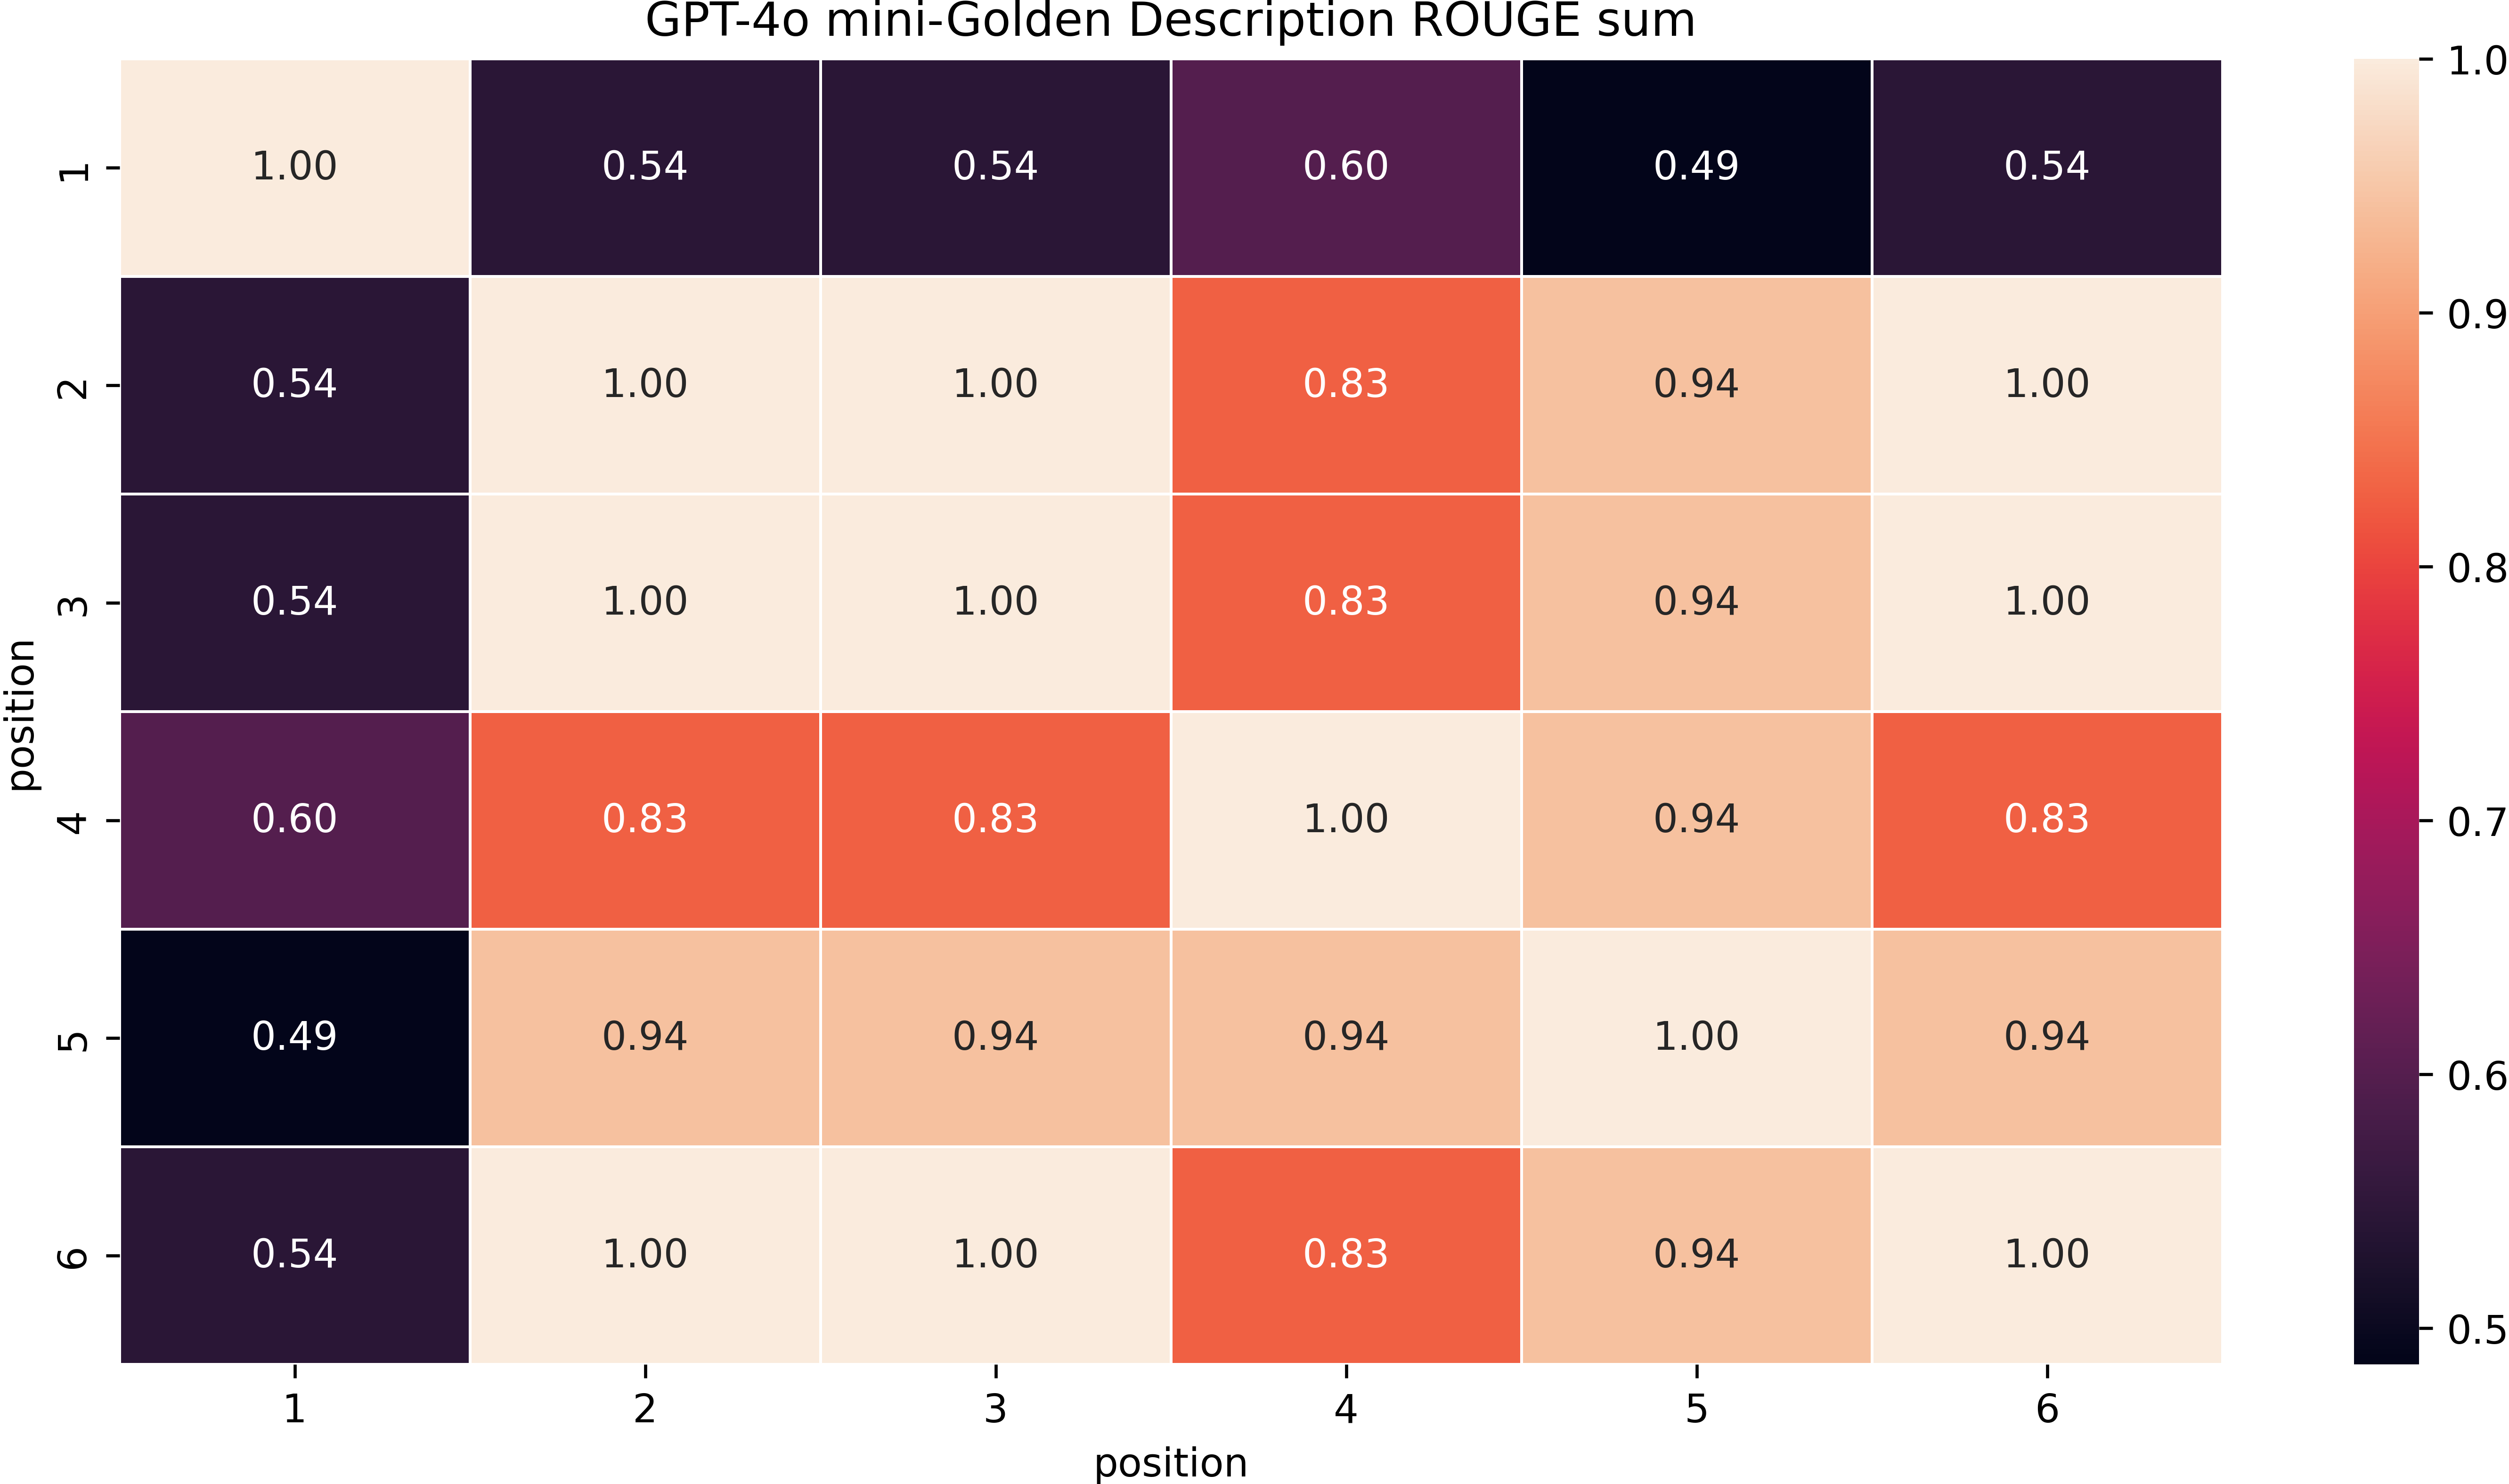 GPT-4o mini-Golden Description ROUGE sum
1.0
1 1.00 0.54 0.54 0.60 0.49 0.54
0.9
2 0.54 1.00 1.00 0.83 0.94 1.00
0.8
3 0.54 1.00 1.00 0.83 0.94 1.00
position
4 0.60 0.83 0.83 1.00 0.94 0.83
0.7
5 0.49 0.94 0.94 0.94 1.00 0.94
0.6
6 0.54 1.00 1.00 0.83 0.94 1.00
0.5
1 2 3 4 5 6
position